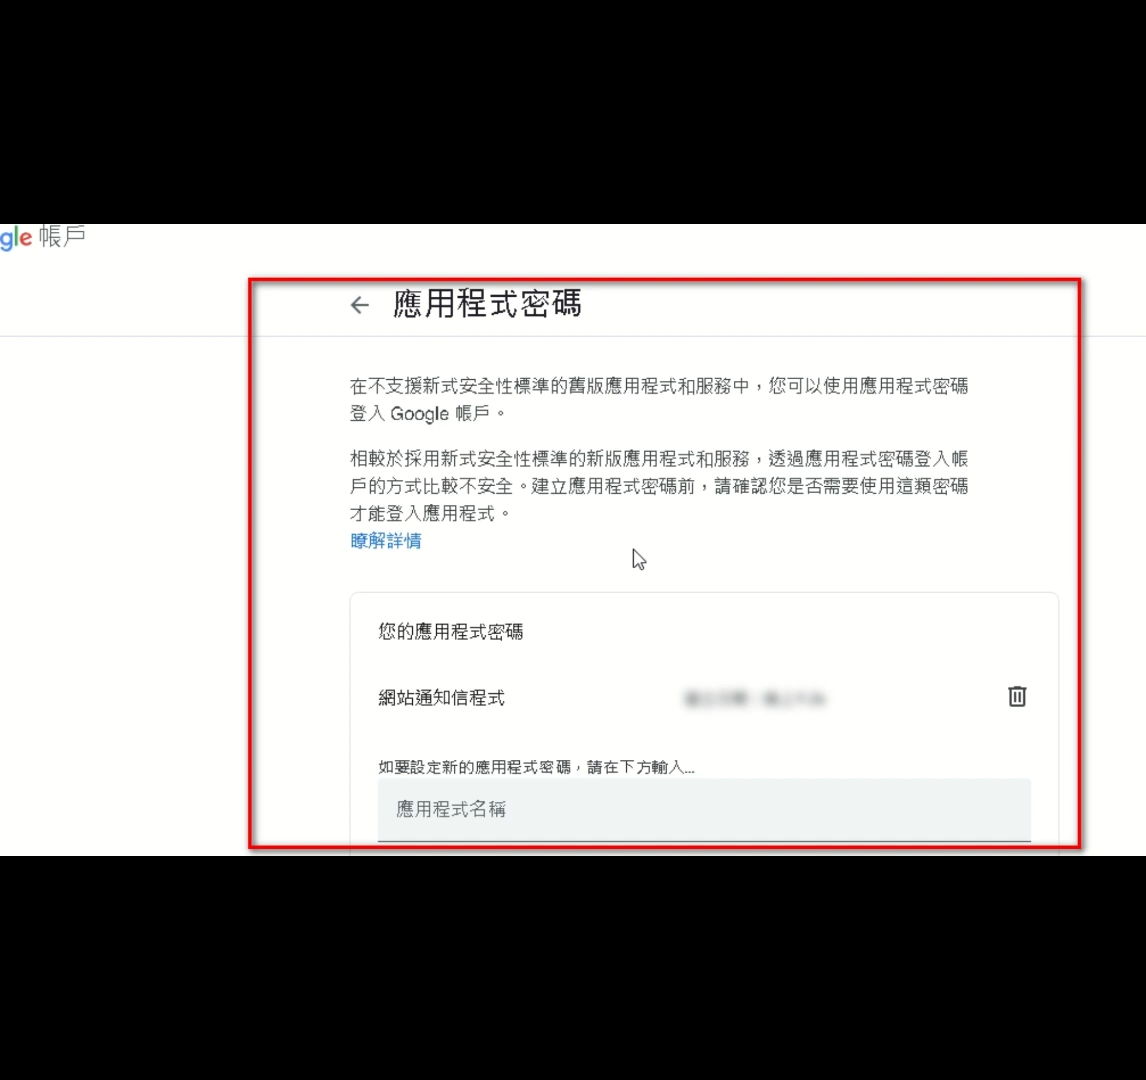 gle 帳戶
應用程式密碼
在不支援新式安全性標準的舊版應用程式和服務中，您可以使用應用程式密碼
登入 Google 帳戶。
相較於採用新式安全性標準的新版應用程式和服務，透過應用程式密碼登入帳
戶的方式比較不安全。建立應用程式密碼前，請確認您是否需要使用這類密碼
才能登入應用程式。
瞭解詳情
您的應用程式密碼
網站通知信程式
如要設定新的應用程式密碼，請在下方輸入...
應用程式名稱